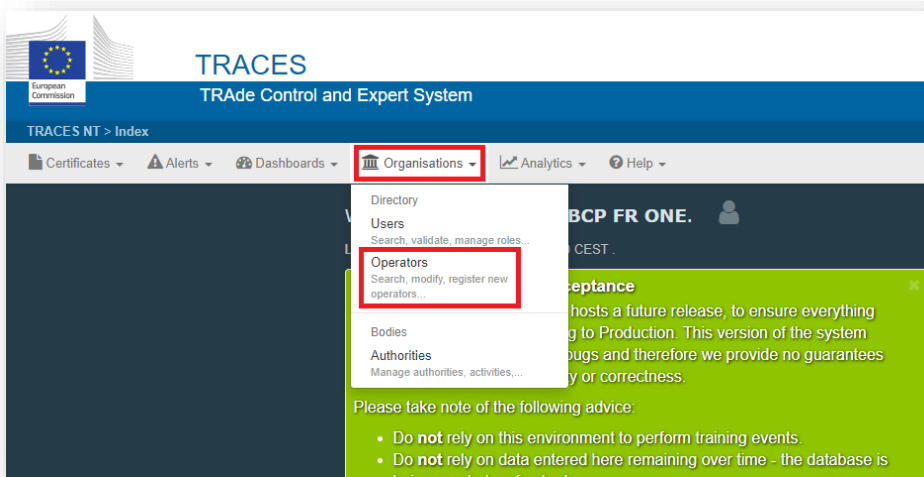 European
Commission
TRACES
TRAde Control and Expert System
TRACES NT > Index
Certificates Alerts Dashboards Organisations Analytics Help
Directory
Users
Search, validate, manage roles...
Operators
Search, modify, register new
operators...
Bodies
Authorities
Manage authorities, activities,...
BCP FR ONE.
CEST .
hosts a future release, to ensure everything
to Production. This version of the system
and therefore we provide no guarantees
or correctness.
Please take note of the following advice:
• Do not rely on this environment to perform training events.
• Do not rely on data entered here remaining over time - the database is